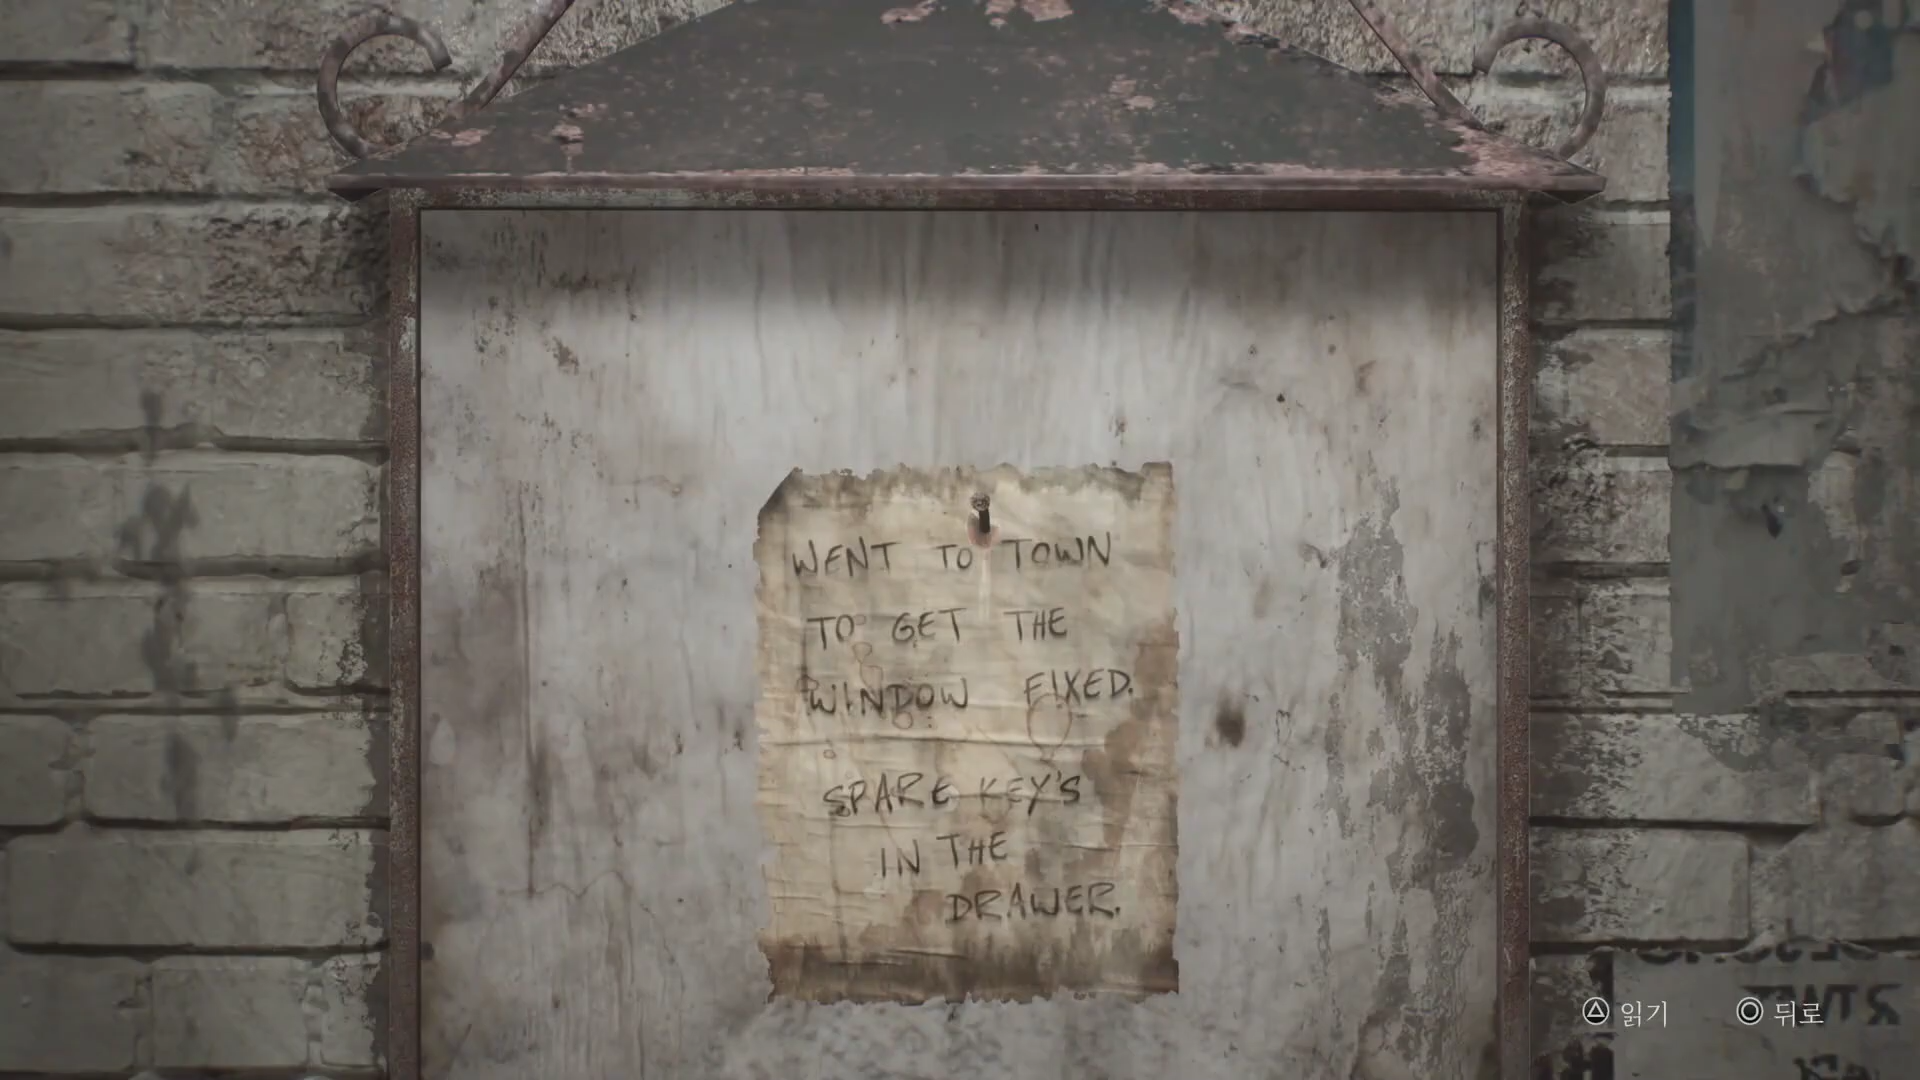 WENT TO TOWN
TO GET THE
WINDOW FIXED.
SPARE KEY'S
IN THE
DRAWER.
읽기 뒤로